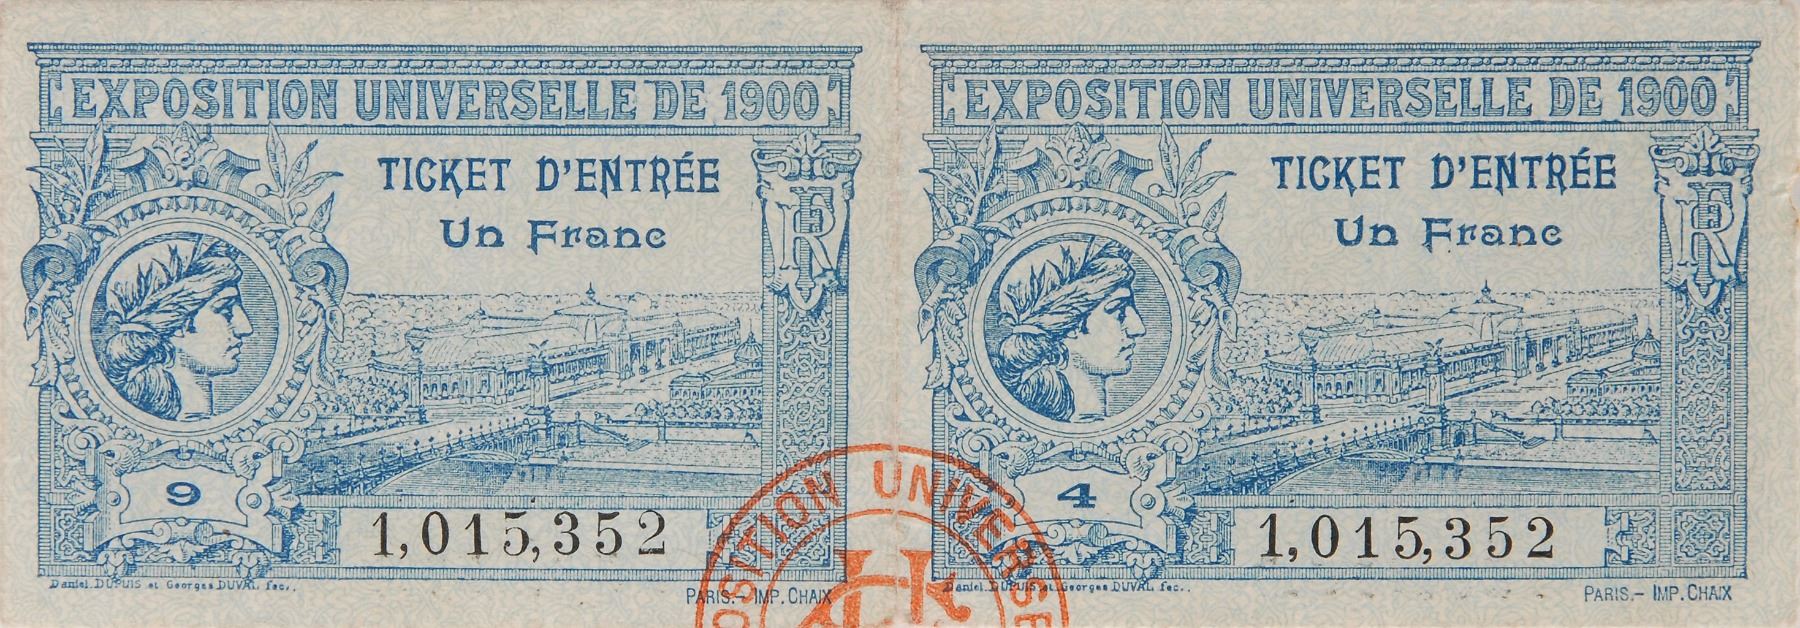 EXPOSITION UNIVERSELLE DE 1900
TICKET D'ENTRÉE
Un Franc
RF
9
1,015,352
Daniel DUPUIS et Georges DUVAL fec..
PARIS.- IMP. CHAIX
EXPOSITION UNIVERSELLE DE 1900
TICKET D'ENTRÉE
Un Franc
RF
4
1,015,352
Daniel DUPUIS et Georges DUVAL fec..
PARIS.- IMP. CHAIX
OSITION UNIVERSE